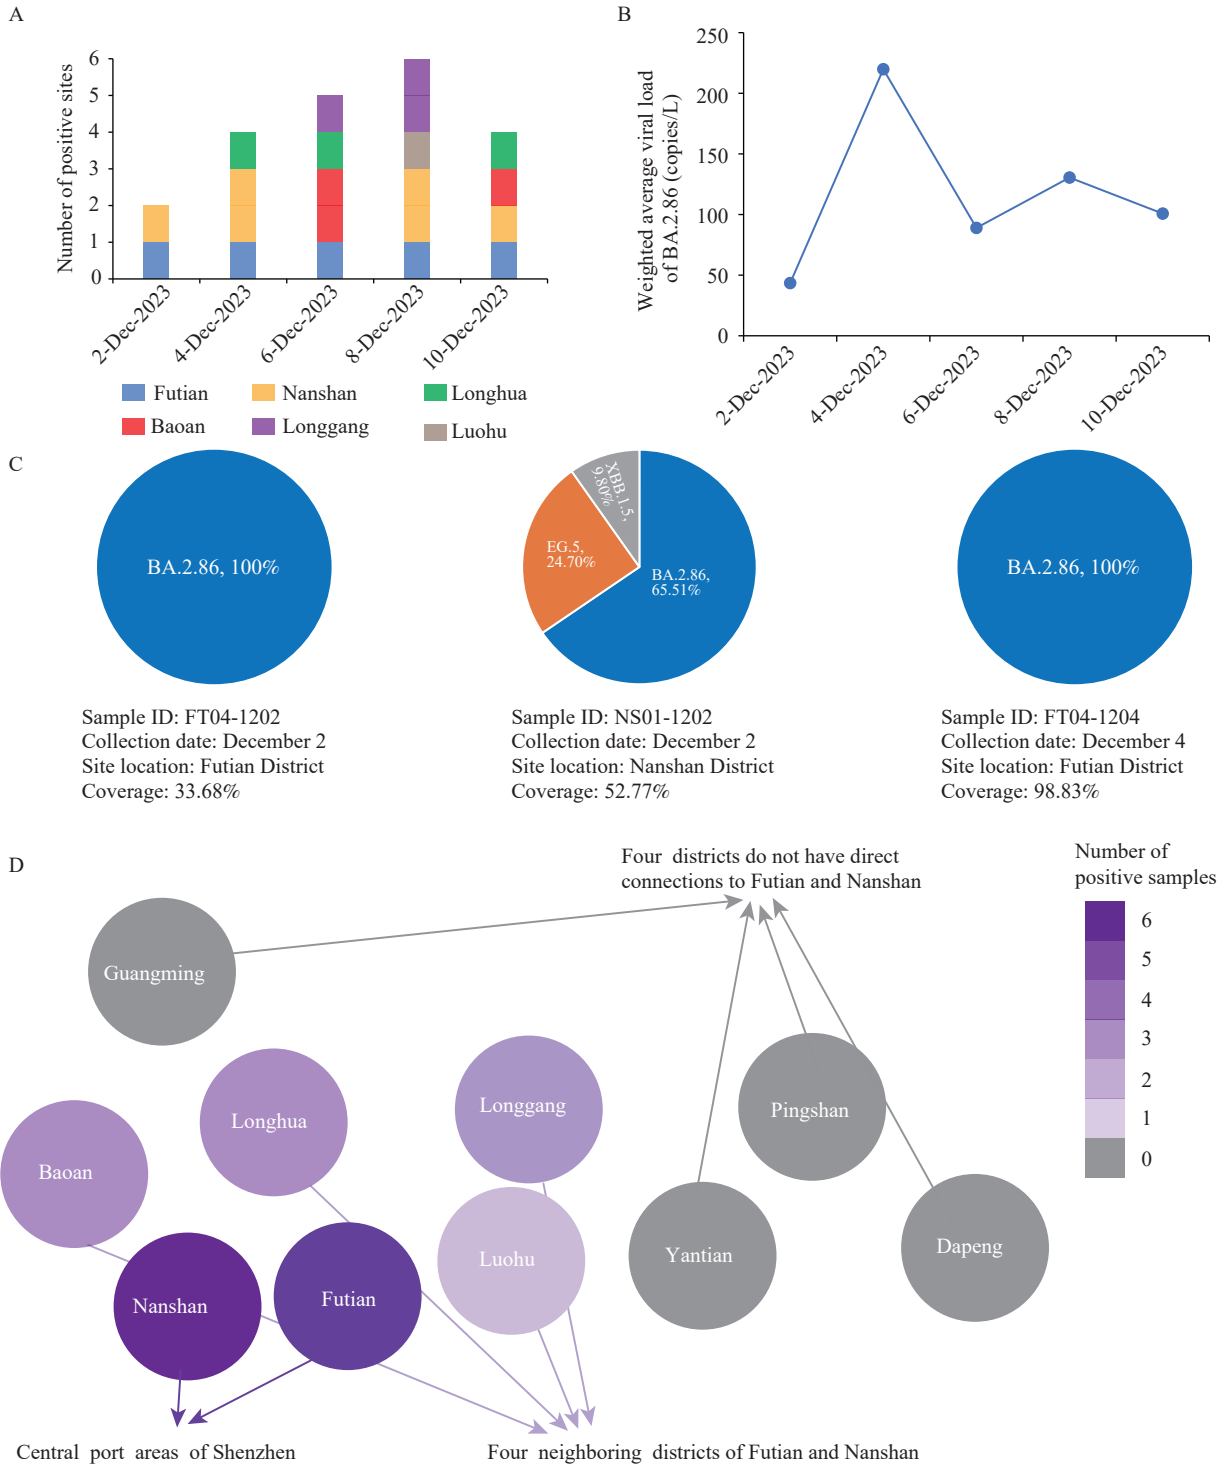 A
Number of positive sites
6
5
4
3
2
1
0
2-Dec-2023
4-Dec-2023
6-Dec-2023
8-Dec-2023
10-Dec-2023
Futian
Nanshan
Longhua
Baoan
Longgang
Luohu
B
Weighted average viral load
of BA.2.86 (copies/L)
250
200
150
100
50
0
2-Dec-2023
4-Dec-2023
6-Dec-2023
8-Dec-2023
10-Dec-2023
C
BA.2.86, 100%
Sample ID: FT04-1202
Collection date: December 2
Site location: Futian District
Coverage: 33.68%
XBB.1.5,
9.80%
EG.5,
24.70%
BA.2.86,
65.51%
Sample ID: NS01-1202
Collection date: December 2
Site location: Nanshan District
Coverage: 52.77%
BA.2.86, 100%
Sample ID: FT04-1204
Collection date: December 4
Site location: Futian District
Coverage: 98.83%
D
Four districts do not have direct
connections to Futian and Nanshan
Number of
positive samples
6
5
4
3
2
1
0
Guangming
Longhua
Longgang
Pingshan
Baoan
Luohu
Yantian
Dapeng
Nanshan
Futian
Central port areas of Shenzhen
Four neighboring districts of Futian and Nanshan